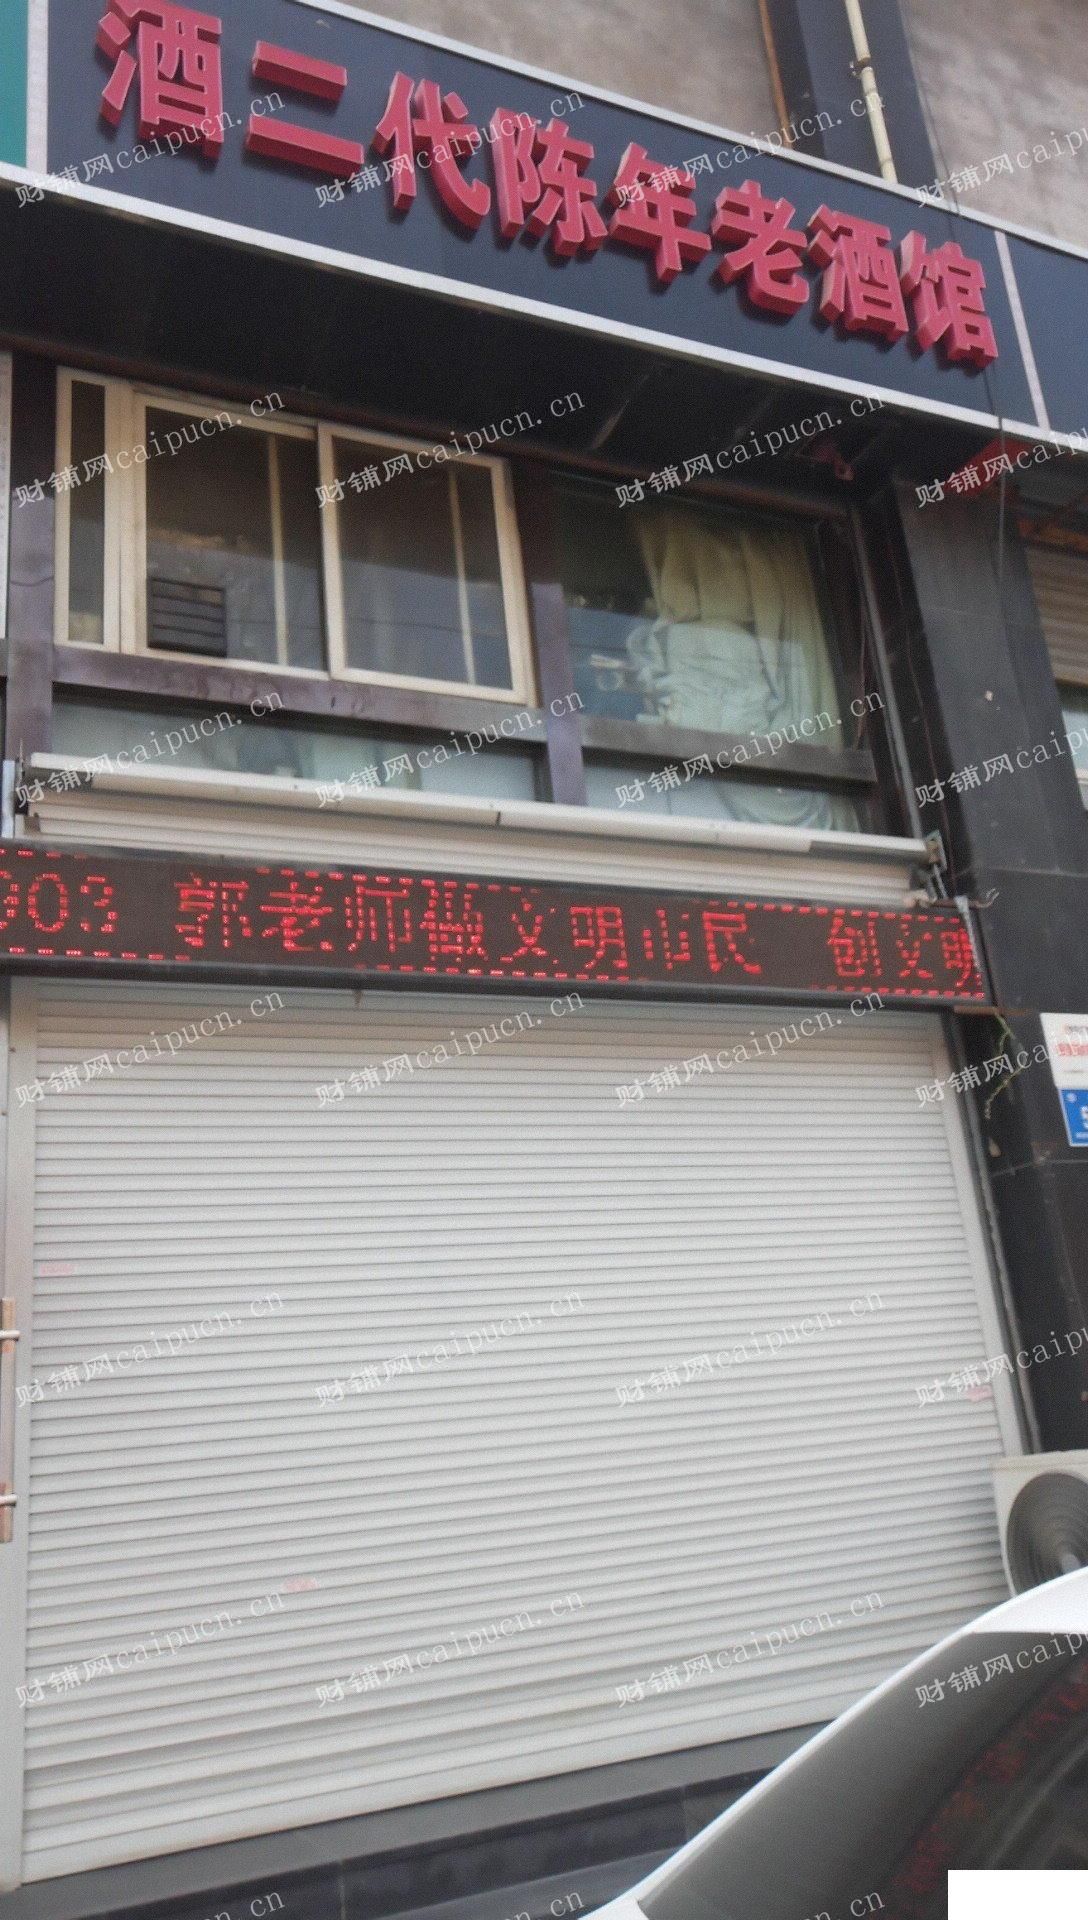 酒二代陈年老酒馆
903 郭老师做文明市民 创文明
财铺网caipucn.cn